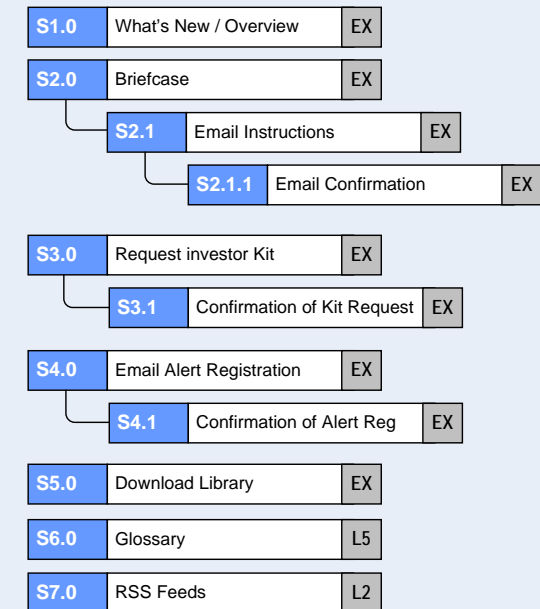 S1.0 What's New / Overview EX
S2.0 Briefcase EX
S2.1 Email Instructions EX
S2.1.1 Email Confirmation EX
S3.0 Request investor Kit EX
S3.1 Confirmation of Kit Request EX
S4.0 Email Alert Registration EX
S4.1 Confirmation of Alert Reg EX
S5.0 Download Library EX
S6.0 Glossary L5
S7.0 RSS Feeds L2